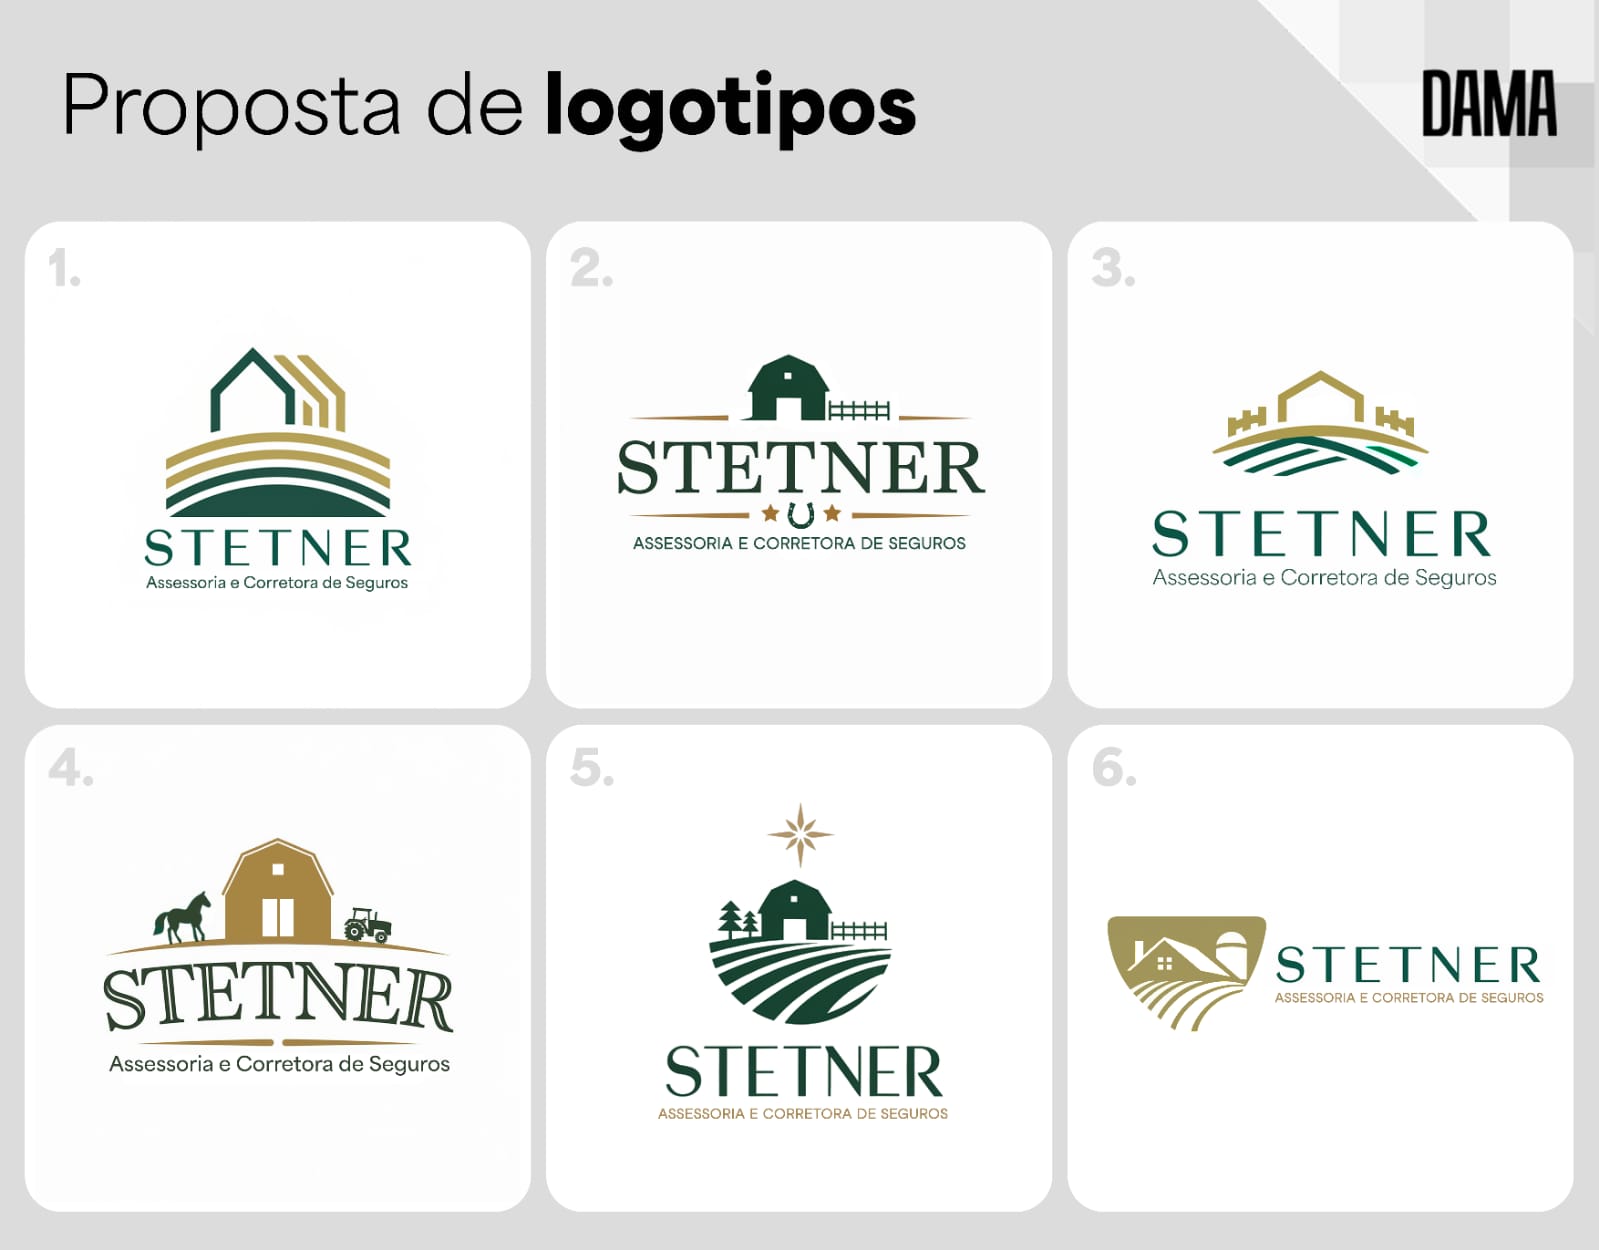 Proposta de logotipos
DAMA
1.
STETNER
Assessoria e Corretora de Seguros
2.
STETNER
ASSESSORIA E CORRETORA DE SEGUROS
3.
STETNER
Assessoria e Corretora de Seguros
4.
STETNER
Assessoria e Corretora de Seguros
5.
STETNER
ASSESSORIA E CORRETORA DE SEGUROS
6.
STETNER
ASSESSORIA E CORRETORA DE SEGUROS